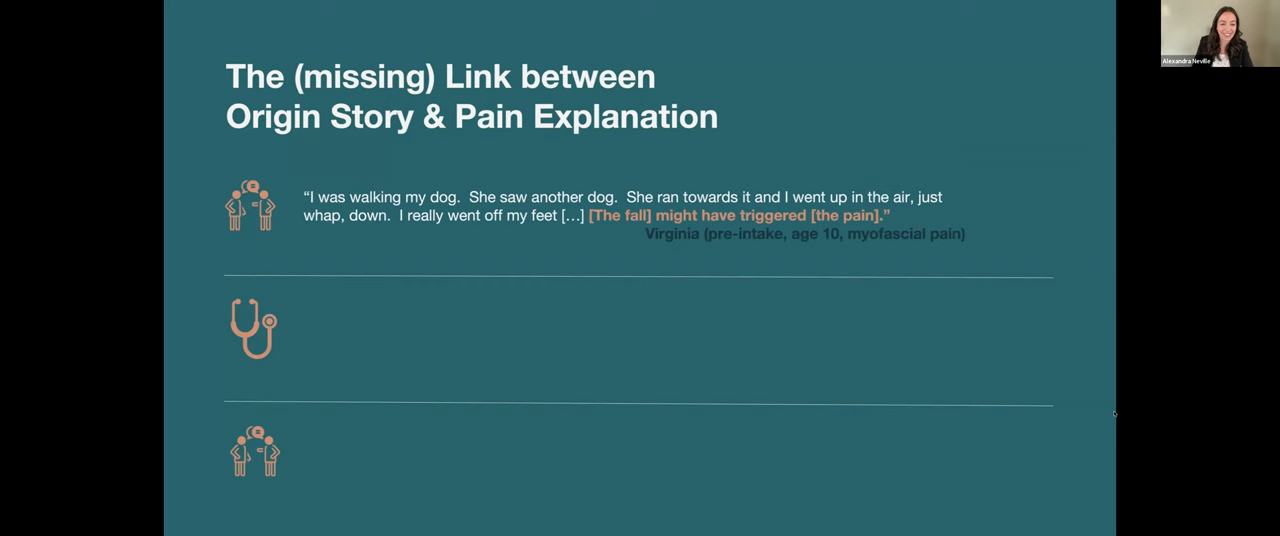 The (missing) Link between
Origin Story & Pain Explanation
“I was walking my dog.  She saw another dog.  She ran towards it and I went up in the air, just
whap, down.  I really went off my feet […] [The fall] might have triggered [the pain].”
Virginia (pre-intake, age 10, myofascial pain)
Alexandra Neville